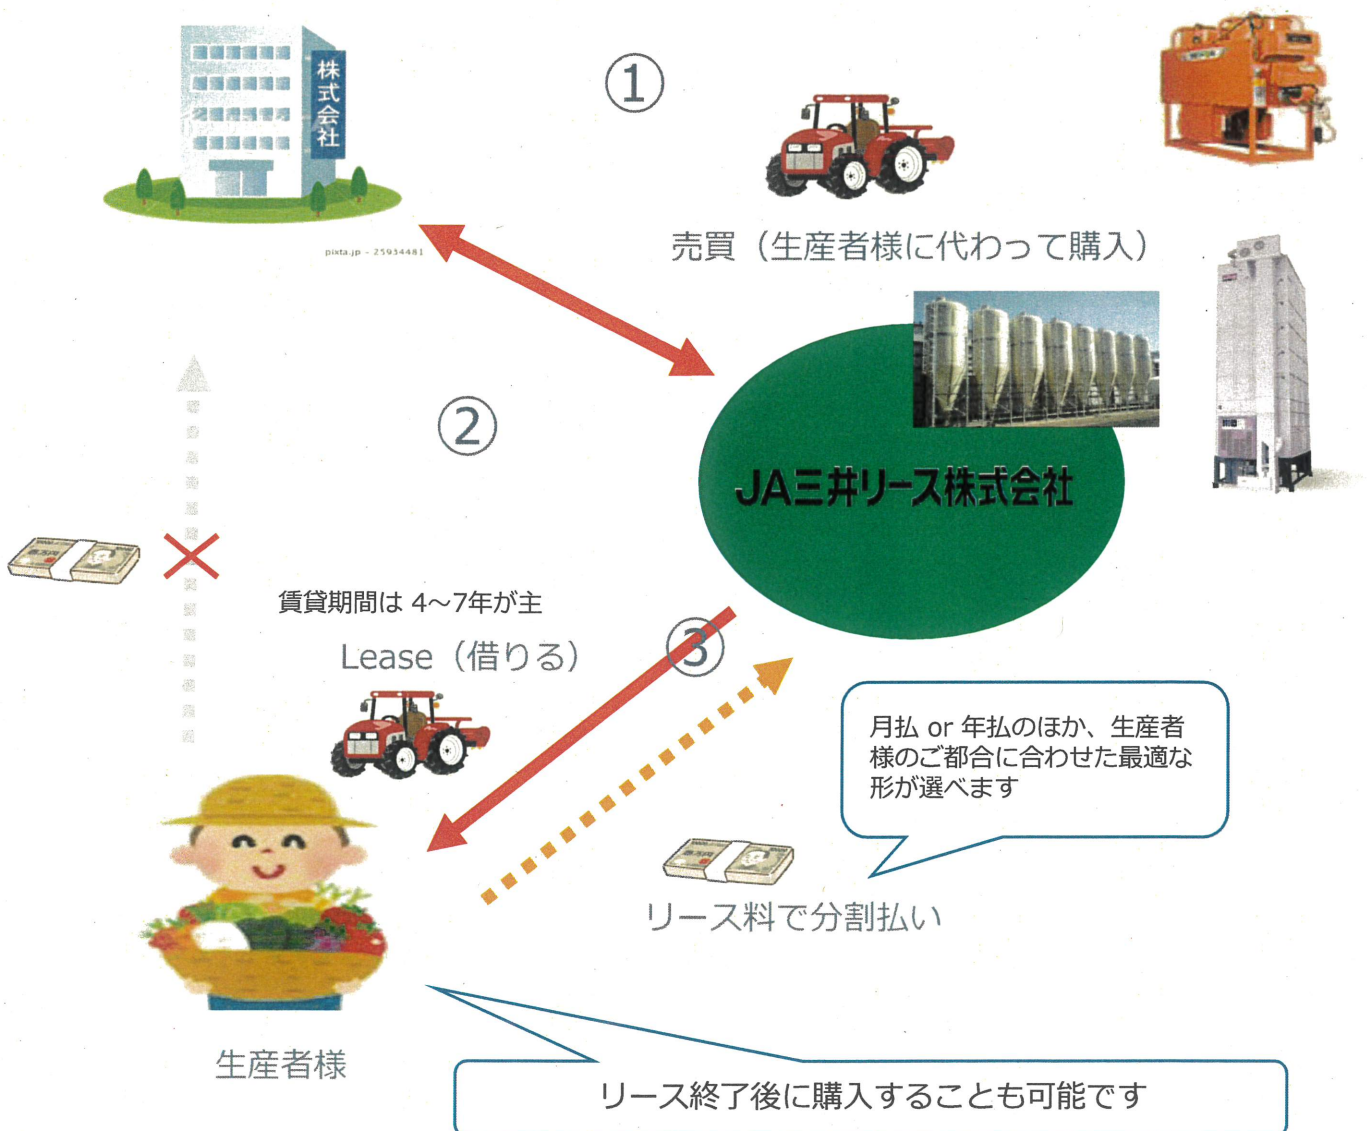 株式会社
①
pixta.jp - 25934481
売買（生産者様に代わって購入）
②
JA三井リース株式会社
賃貸期間は 4～7年が主
Lease（借りる）
③
月払 or 年払のほか、生産者
様のご都合に合わせた最適な
形が選べます
リース料で分割払い
生産者様
リース終了後に購入することも可能です